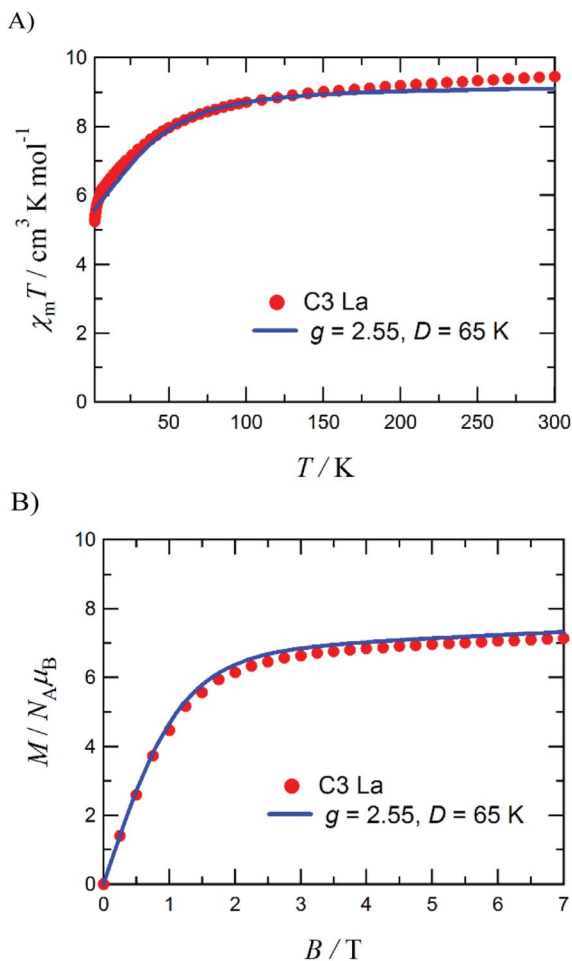 A)
10
8
6
4
2
0
χmT / cm³ K mol⁻¹
C3 La
g = 2.55, D = 65 K
50 100 150 200 250 300
T / K
B)
10
8
6
4
2
0
M / NAμB
C3 La
g = 2.55, D = 65 K
0 1 2 3 4 5 6 7
B / T